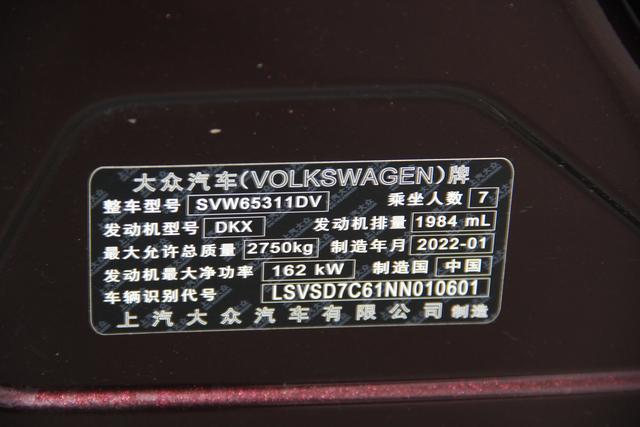 大众汽车(VOLKSWAGEN)牌
整车型号 SVW65311DV 乘坐人数 7
发动机型号 DKX 发动机排量 1984 mL
最大允许总质量 2750kg 制造年月 2022-01
发动机最大净功率 162 kW 制造国 中国
车辆识别代号 LSVSD7C61NN010601
上汽大众汽车有限公司 制造